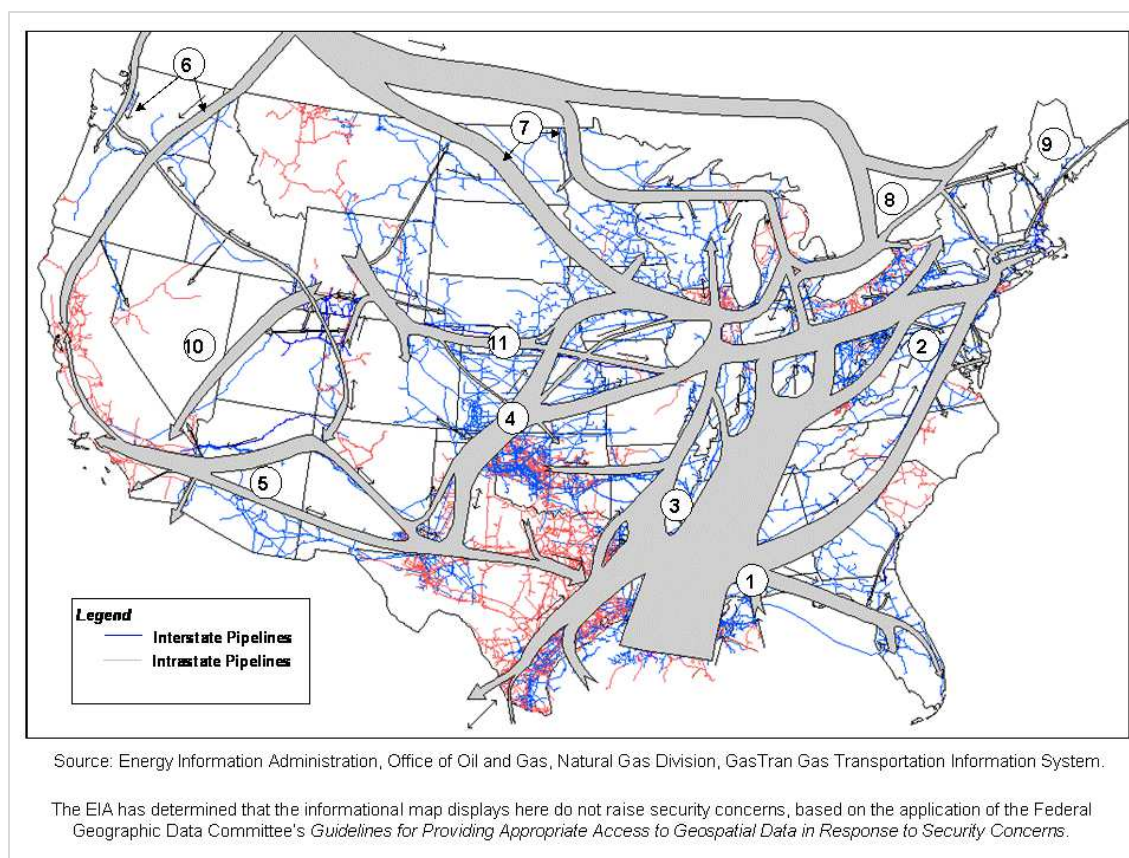 6
7
9
8
10
11
2
4
5
3
1
Legend
Interstate Pipelines
Intrastate Pipelines
Source: Energy Information Administration, Office of Oil and Gas, Natural Gas Division, GasTran Gas Transportation Information System.
The EIA has determined that the informational map displays here do not raise security concerns, based on the application of the Federal
Geographic Data Committee's Guidelines for Providing Appropriate Access to Geospatial Data in Response to Security Concerns.